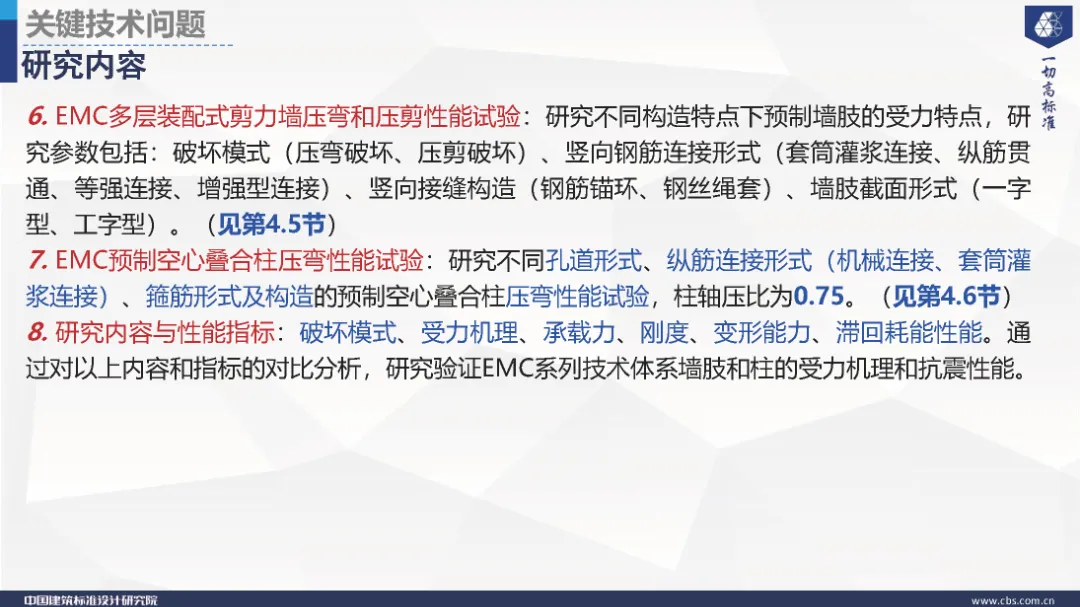 关键技术问题
研究内容
一切高标准
6. EMC多层装配式剪力墙压弯和压剪性能试验：研究不同构造特点下预制墙肢的受力特点，研
究参数包括：破坏模式（压弯破坏、压剪破坏）、竖向钢筋连接形式（套筒灌浆连接、纵筋贯
通、等强连接、增强型连接）、竖向接缝构造（钢筋锚环、钢丝绳套）、墙肢截面形式（一字
型、工字型）。（见第4.5节）
7. EMC预制空心叠合柱压弯性能试验：研究不同孔道形式、纵筋连接形式（机械连接、套筒灌
浆连接）、箍筋形式及构造的预制空心叠合柱压弯性能试验，柱轴压比为0.75。（见第4.6节）
8. 研究内容与性能指标：破坏模式、受力机理、承载力、刚度、变形能力、滞回耗能性能。通
过对以上内容和指标的对比分析，研究验证EMC系列技术体系墙肢和柱的受力机理和抗震性能。
中国建筑标准设计研究院
www.cbs.com.cn